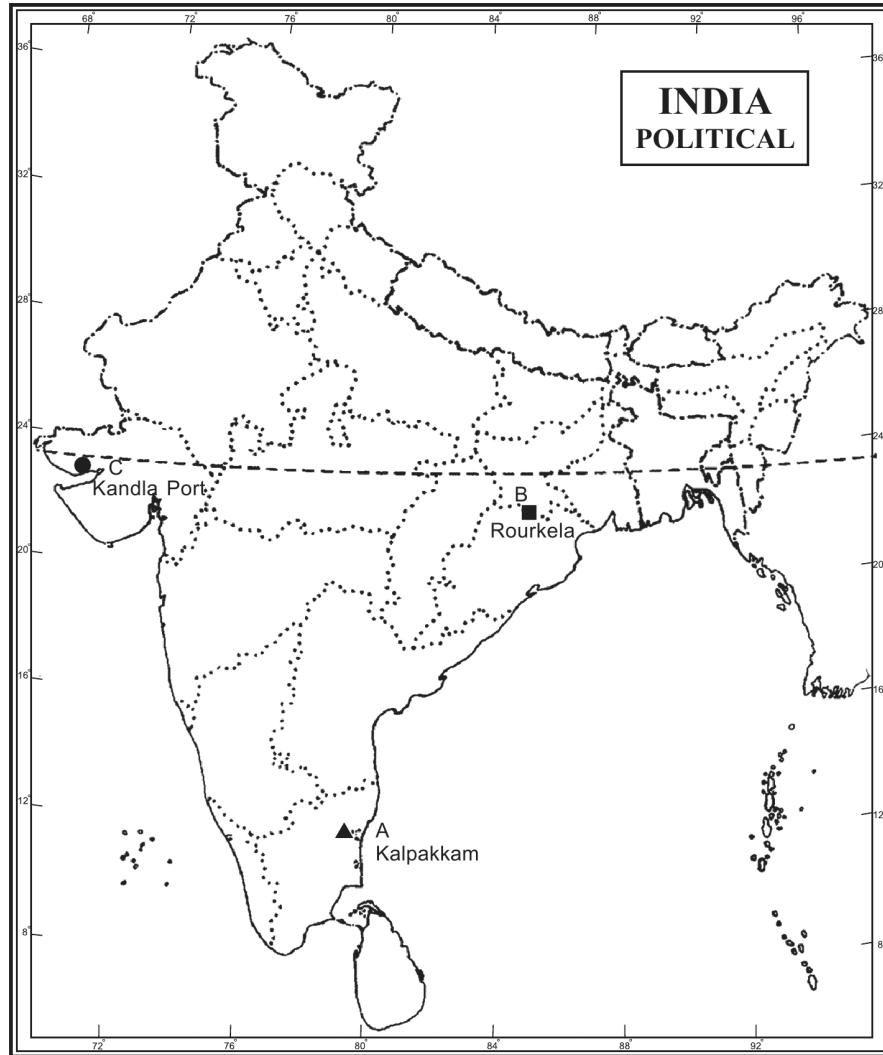 68° 72° 78° 80° 84° 88° 92° 96°
INDIA
POLITICAL
36° 36
32° 32
28° 28
24° 24
C
Kandla Port
B
Rourkela
20° 20
16° 16
12° 12
A
Kalpakkam
8° 8
72° 76° 80° 84° 88° 92°